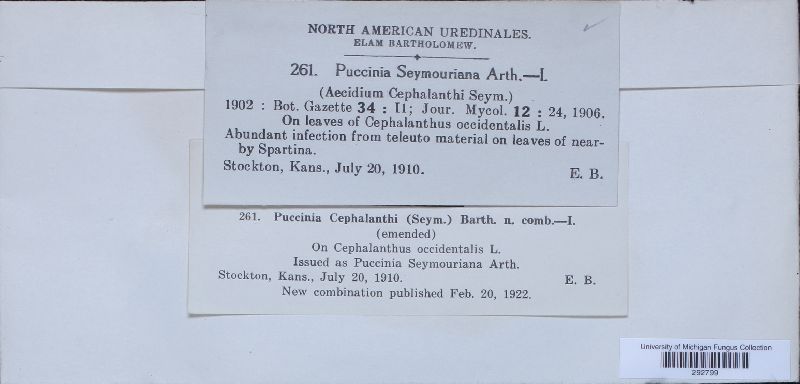 NORTH AMERICAN UREDINALES.
ELAM BARTHOLOMEW.
261. Puccinia Seymouriana Arth.—I.
(Aecidium Cephalanthi Seym.)
1902 : Bot. Gazette 34 : 11; Jour. Mycol. 12 : 24, 1906.
On leaves of Cephalanthus occidentalis L.
Abundant infection from teleuto material on leaves of near-
by Spartina.
Stockton, Kans., July 20, 1910. E. B.
261. Puccinia Cephalanthi (Seym.) Barth. n. comb.—I.
(emended)
On Cephalanthus occidentalis L.
Issued as Puccinia Seymouriana Arth.
Stockton, Kans., July 20, 1910. E. B.
New combination published Feb. 20, 1922.
University of Michigan Fungus Collection
292799